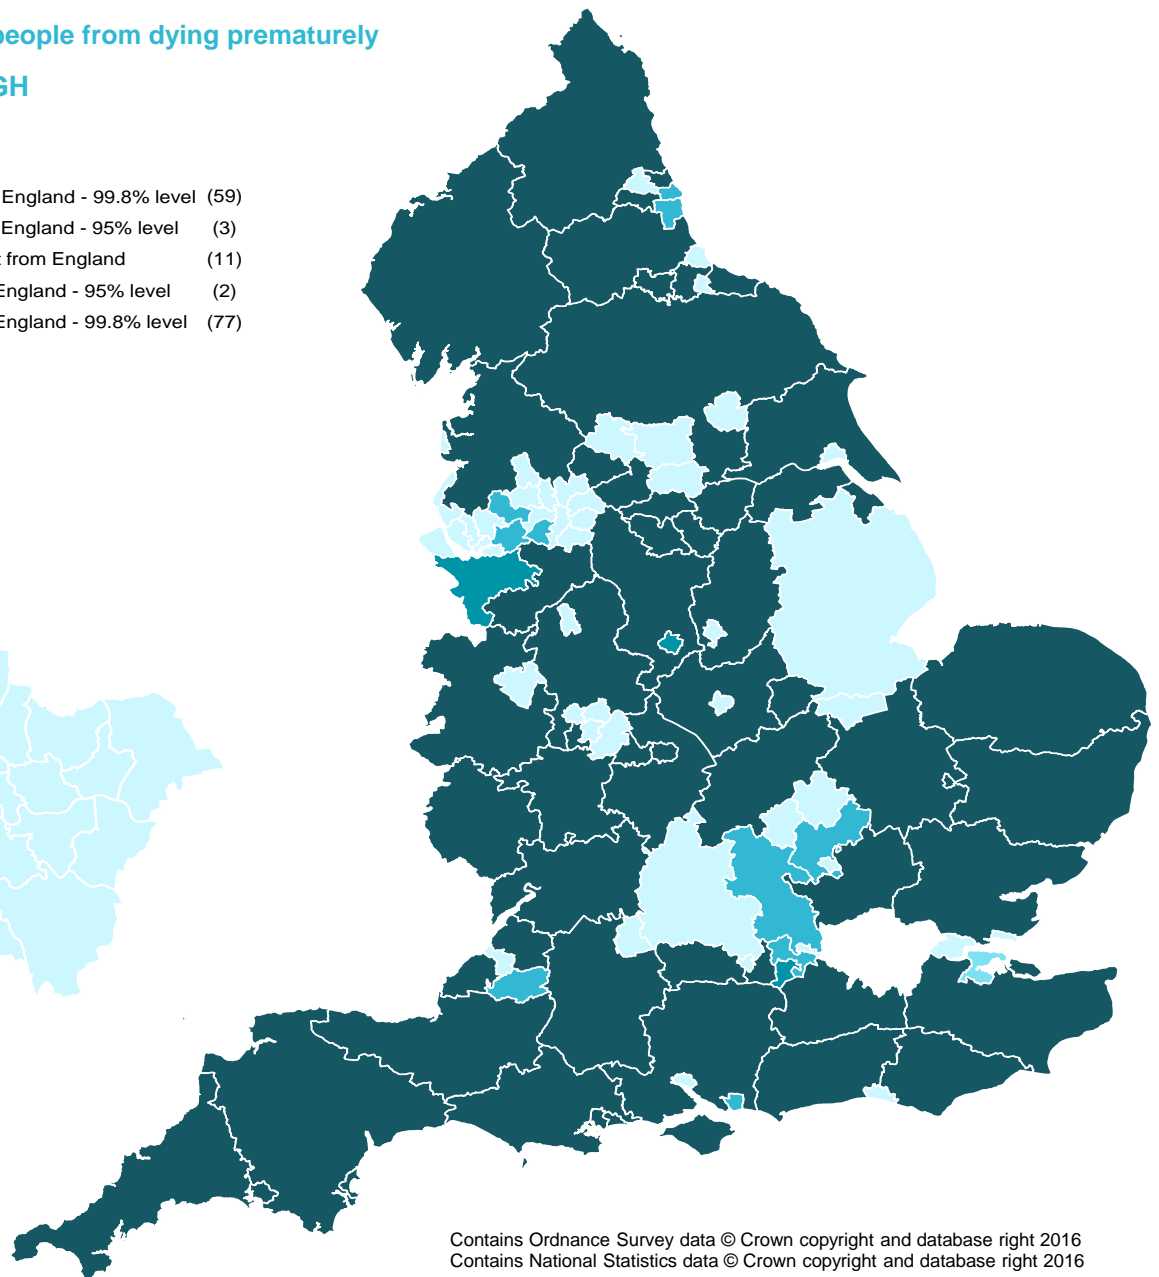 people from dying prematurely
GH
England - 99.8% level (59)
England - 95% level (3)
from England (11)
England - 95% level (2)
England - 99.8% level (77)
Contains Ordnance Survey data © Crown copyright and database right 2016
Contains National Statistics data © Crown copyright and database right 2016